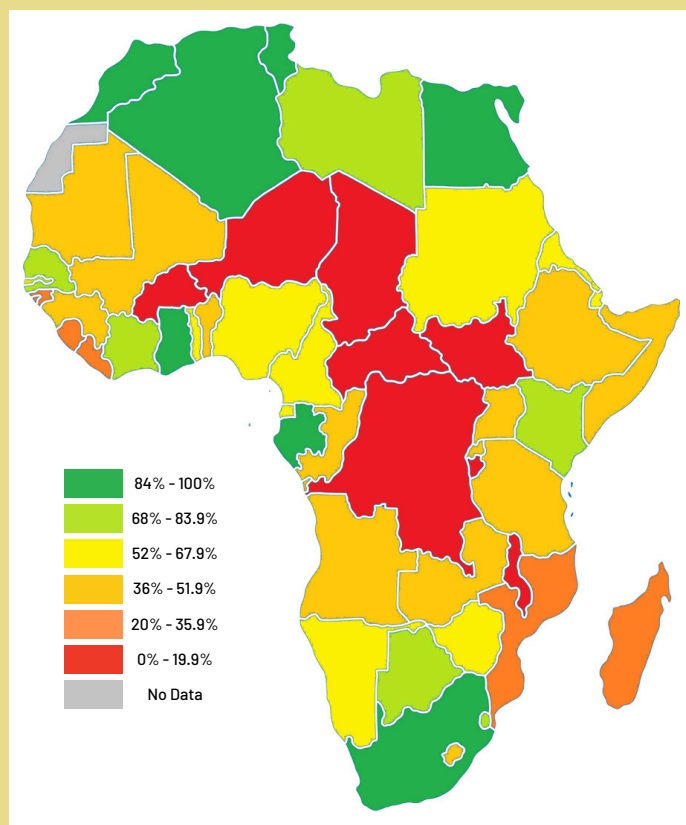 84% - 100%
68% - 83.9%
52% - 67.9%
36% - 51.9%
20% - 35.9%
0% - 19.9%
No Data